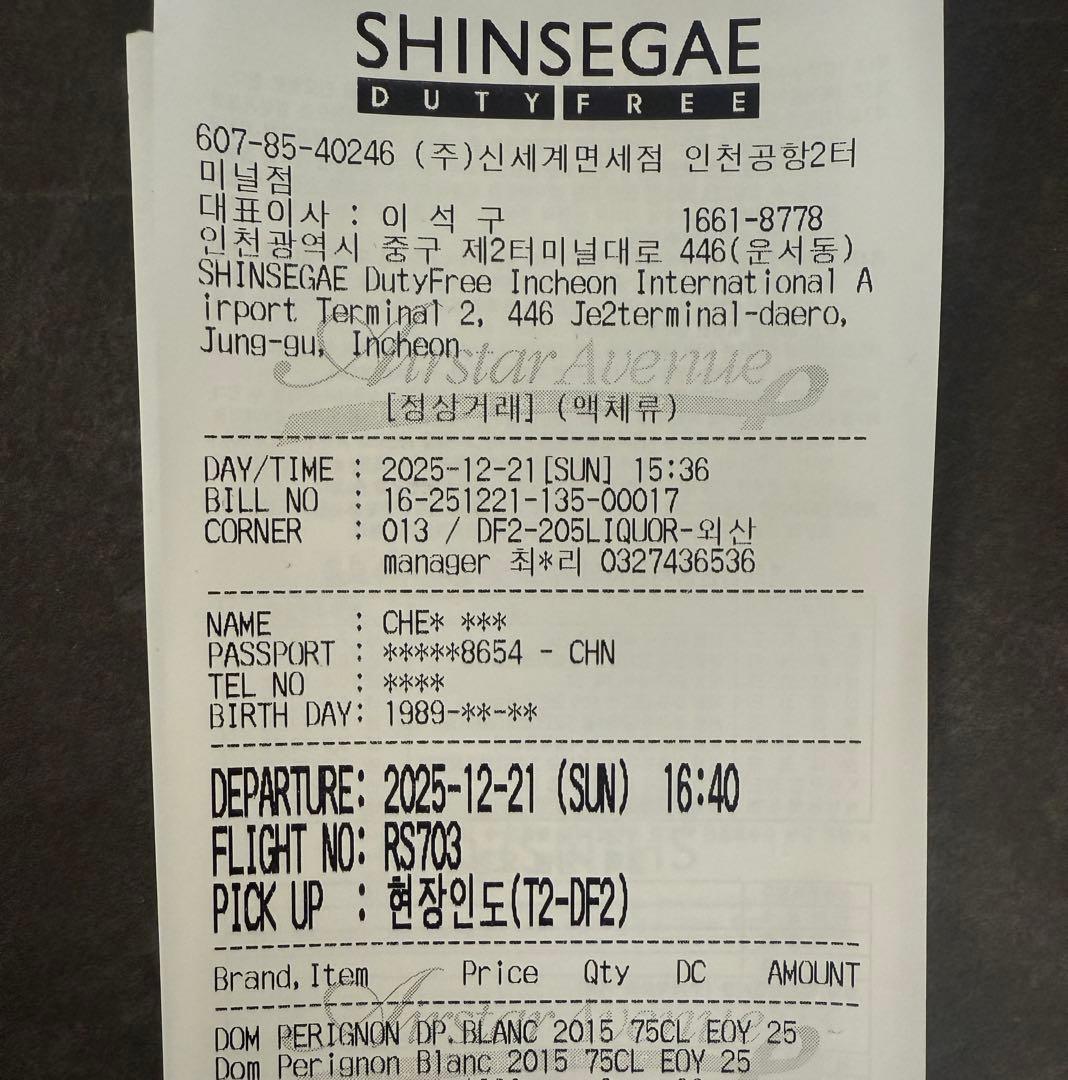 SHINSEGAE
DUTY FREE
607-85-40246 (주)신세계면세점 인천공항2터
미널점
대표이사 : 이 석 구 1661-8778
인천광역시 중구 제2터미널대로 446(운서동)
SHINSEGAE DutyFree Incheon International A
irport Terminal 2, 446 Je2terminal-daero,
Jung-gu, Incheon
Airstar Avenue
[정상거래] (액체류)
DAY/TIME : 2025-12-21[SUN] 15:36
BILL NO : 16-251221-135-00017
CORNER : 013 / DF2-205LIQUOR-외산
manager 최*리 0327436536
NAME : CHE* ***
PASSPORT : *****8654 - CHN
TEL NO : ****
BIRTH DAY: 1989-**-**
DEPARTURE: 2025-12-21 (SUN) 16:40
FLIGHT NO: RS703
PICK UP : 현장인도(T2-DF2)
Brand, Item Price Qty DC AMOUNT
Airstar Avenue
DOM PERIGNON DP.BLANC 2015 75CL EOY 25
Dom Perignon Blanc 2015 75CL EOY 25